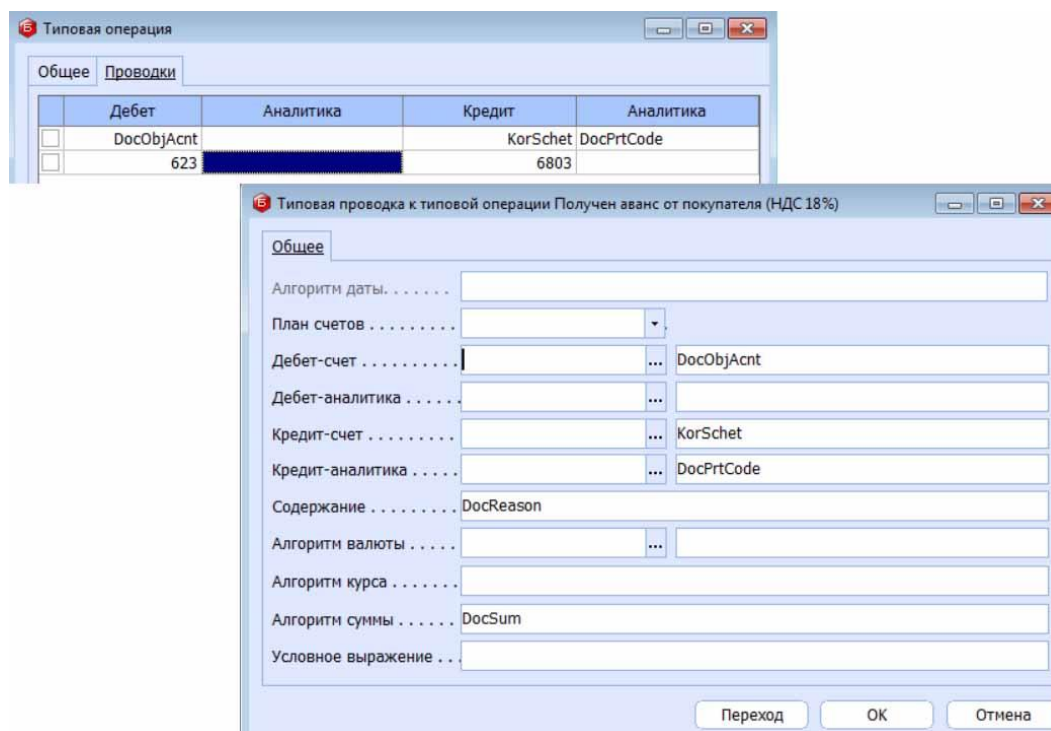 Типовая операция
Общее Проводки
Дебет Аналитика Кредит Аналитика
DocObjAcnt KorSchet DocPrtCode
623 6803
Типовая проводка к типовой операции Получен аванс от покупателя (НДС 18%)
Общее
Алгоритм даты. . . . . . .
План счетов . . . . . . . . .
Дебет-счет . . . . . . . . . . ... DocObjAcnt
Дебет-аналитика . . . . . . ...
Кредит-счет . . . . . . . . . ... KorSchet
Кредит-аналитика . . . . . ... DocPrtCode
Содержание . . . . . . . . . DocReason
Алгоритм валюты . . . . . ...
Алгоритм курса . . . . . . .
Алгоритм суммы . . . . . . DocSum
Условное выражение . . .
Переход OK Отмена